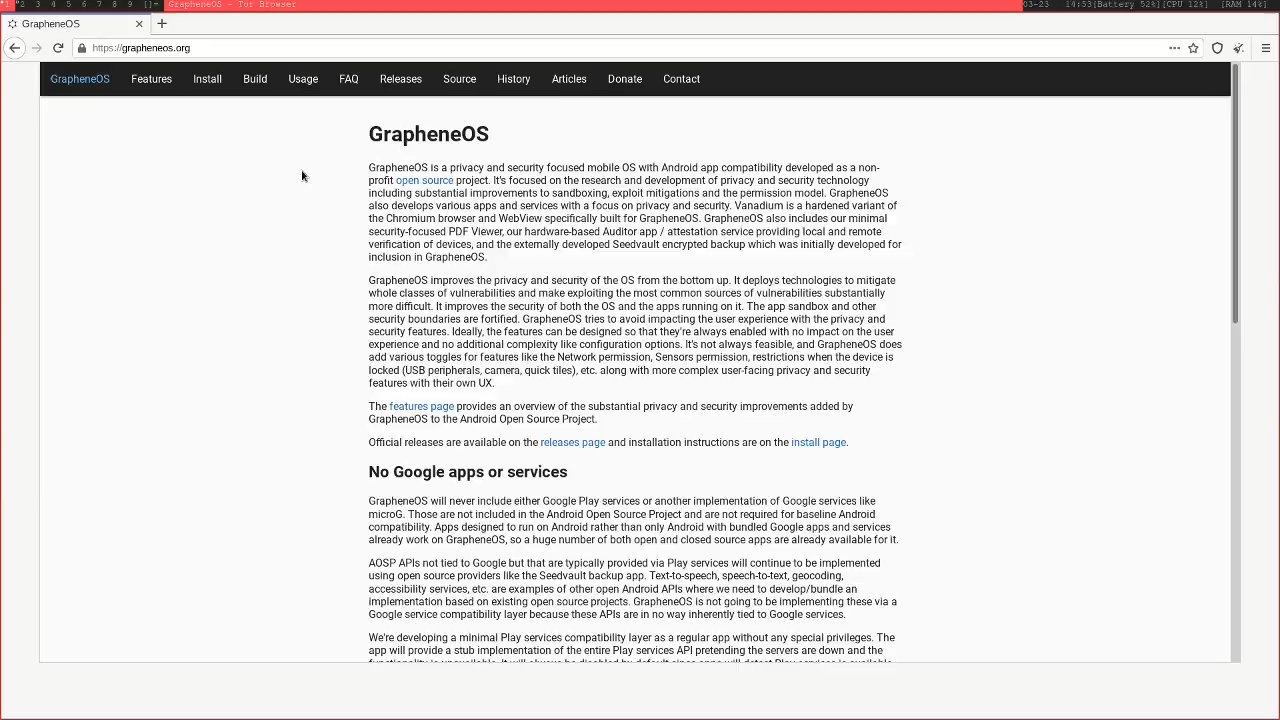 1 2 3 4 5 6 7 8 9 []= GrapheneOS - Tor Browser 03-23 14:53[Battery 52%][CPU 12%] [RAM 14%]
GrapheneOS
https://grapheneos.org
GrapheneOS Features Install Build Usage FAQ Releases Source History Articles Donate Contact
GrapheneOS
GrapheneOS is a privacy and security focused mobile OS with Android app compatibility developed as a non-
profit open source project. It's focused on the research and development of privacy and security technology
including substantial improvements to sandboxing, exploit mitigations and the permission model. GrapheneOS
also develops various apps and services with a focus on privacy and security. Vanadium is a hardened variant of
the Chromium browser and WebView specifically built for GrapheneOS. GrapheneOS also includes our minimal
security-focused PDF Viewer, our hardware-based Auditor app / attestation service providing local and remote
verification of devices, and the externally developed Seedvault encrypted backup which was initially developed for
inclusion in GrapheneOS.
GrapheneOS improves the privacy and security of the OS from the bottom up. It deploys technologies to mitigate
whole classes of vulnerabilities and make exploiting the most common sources of vulnerabilities substantially
more difficult. It improves the security of both the OS and the apps running on it. The app sandbox and other
security boundaries are fortified. GrapheneOS tries to avoid impacting the user experience with the privacy and
security features. Ideally, the features can be designed so that they're always enabled with no impact on the user
experience and no additional complexity like configuration options. It's not always feasible, and GrapheneOS does
add various toggles for features like the Network permission, Sensors permission, restrictions when the device is
locked (USB peripherals, camera, quick tiles), etc. along with more complex user-facing privacy and security
features with their own UX.
The features page provides an overview of the substantial privacy and security improvements added by
GrapheneOS to the Android Open Source Project.
Official releases are available on the releases page and installation instructions are on the install page.
No Google apps or services
GrapheneOS will never include either Google Play services or another implementation of Google services like
microG. Those are not included in the Android Open Source Project and are not required for baseline Android
compatibility. Apps designed to run on Android rather than only Android with bundled Google apps and services
already work on GrapheneOS, so a huge number of both open and closed source apps are already available for it.
AOSP APIs not tied to Google but that are typically provided via Play services will continue to be implemented
using open source providers like the Seedvault backup app. Text-to-speech, speech-to-text, geocoding,
accessibility services, etc. are examples of other open Android APIs where we need to develop/bundle an
implementation based on existing open source projects. GrapheneOS is not going to be implementing these via a
Google service compatibility layer because these APIs are in no way inherently tied to Google services.
We're developing a minimal Play services compatibility layer as a regular app without any special privileges. The
app will provide a stub implementation of the entire Play services API pretending the servers are down and the